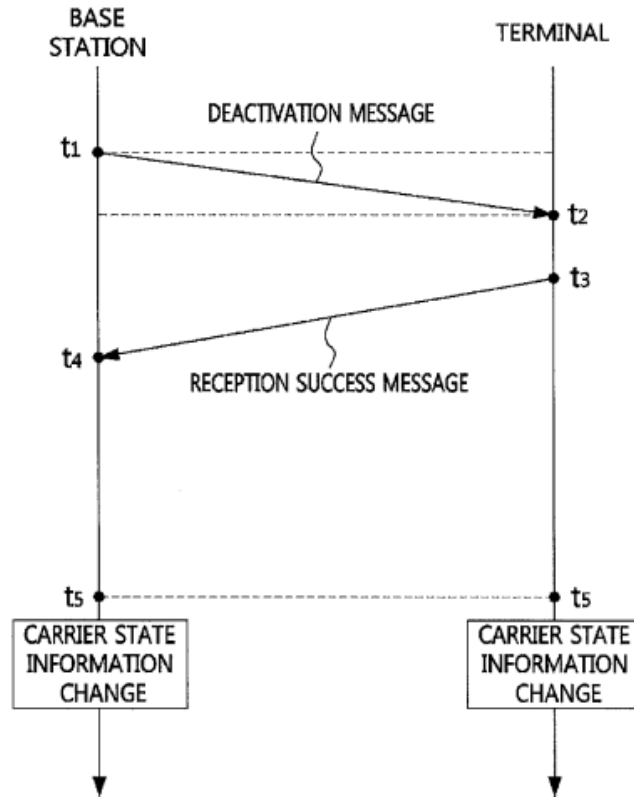 BASE
STATION
TERMINAL
DEACTIVATION MESSAGE
t1
t2
t3
t4
RECEPTION SUCCESS MESSAGE
t5
t5
CARRIER STATE
INFORMATION
CHANGE
CARRIER STATE
INFORMATION
CHANGE